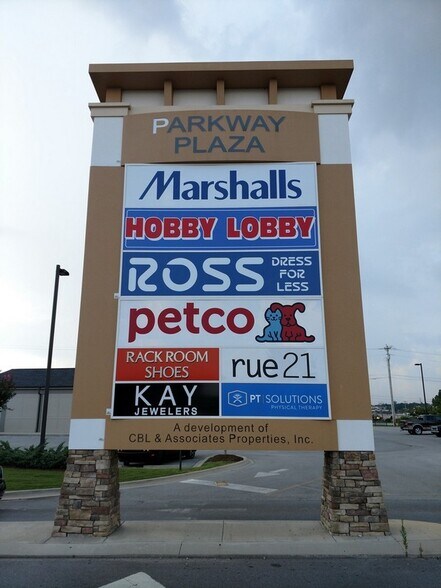 PARKWAY
PLAZA
Marshalls
HOBBY LOBBY
ROSS DRESS
FOR
LESS
petco
RACK ROOM
SHOES
rue21
KAY
JEWELERS
PT SOLUTIONS
PHYSICAL THERAPY
A development of
CBL & Associates Properties, Inc.